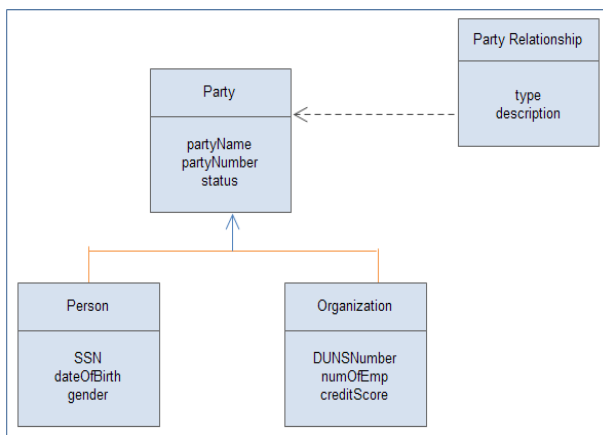 Party Relationship
type
description
Party
partyName
partyNumber
status
Person
SSN
dateOfBirth
gender
Organization
DUNSNumber
numOfEmp
creditScore